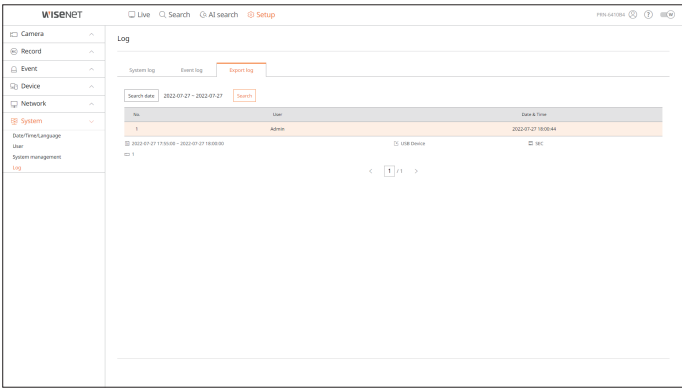 WISENET
Live Search AI search Setup
PRN-6410B4
Camera
Record
Event
Device
Network
System
Date/Time/Language
User
System management
Log
Log
System log Event log Export log
Search date 2022-07-27 ~ 2022-07-27 Search
No. User Date & Time
1 Admin 2022-07-27 18:00:44
2022-07-27 17:55:00 ~ 2022-07-27 18:00:00 USB Device SEC
1
< 1 / 1 >